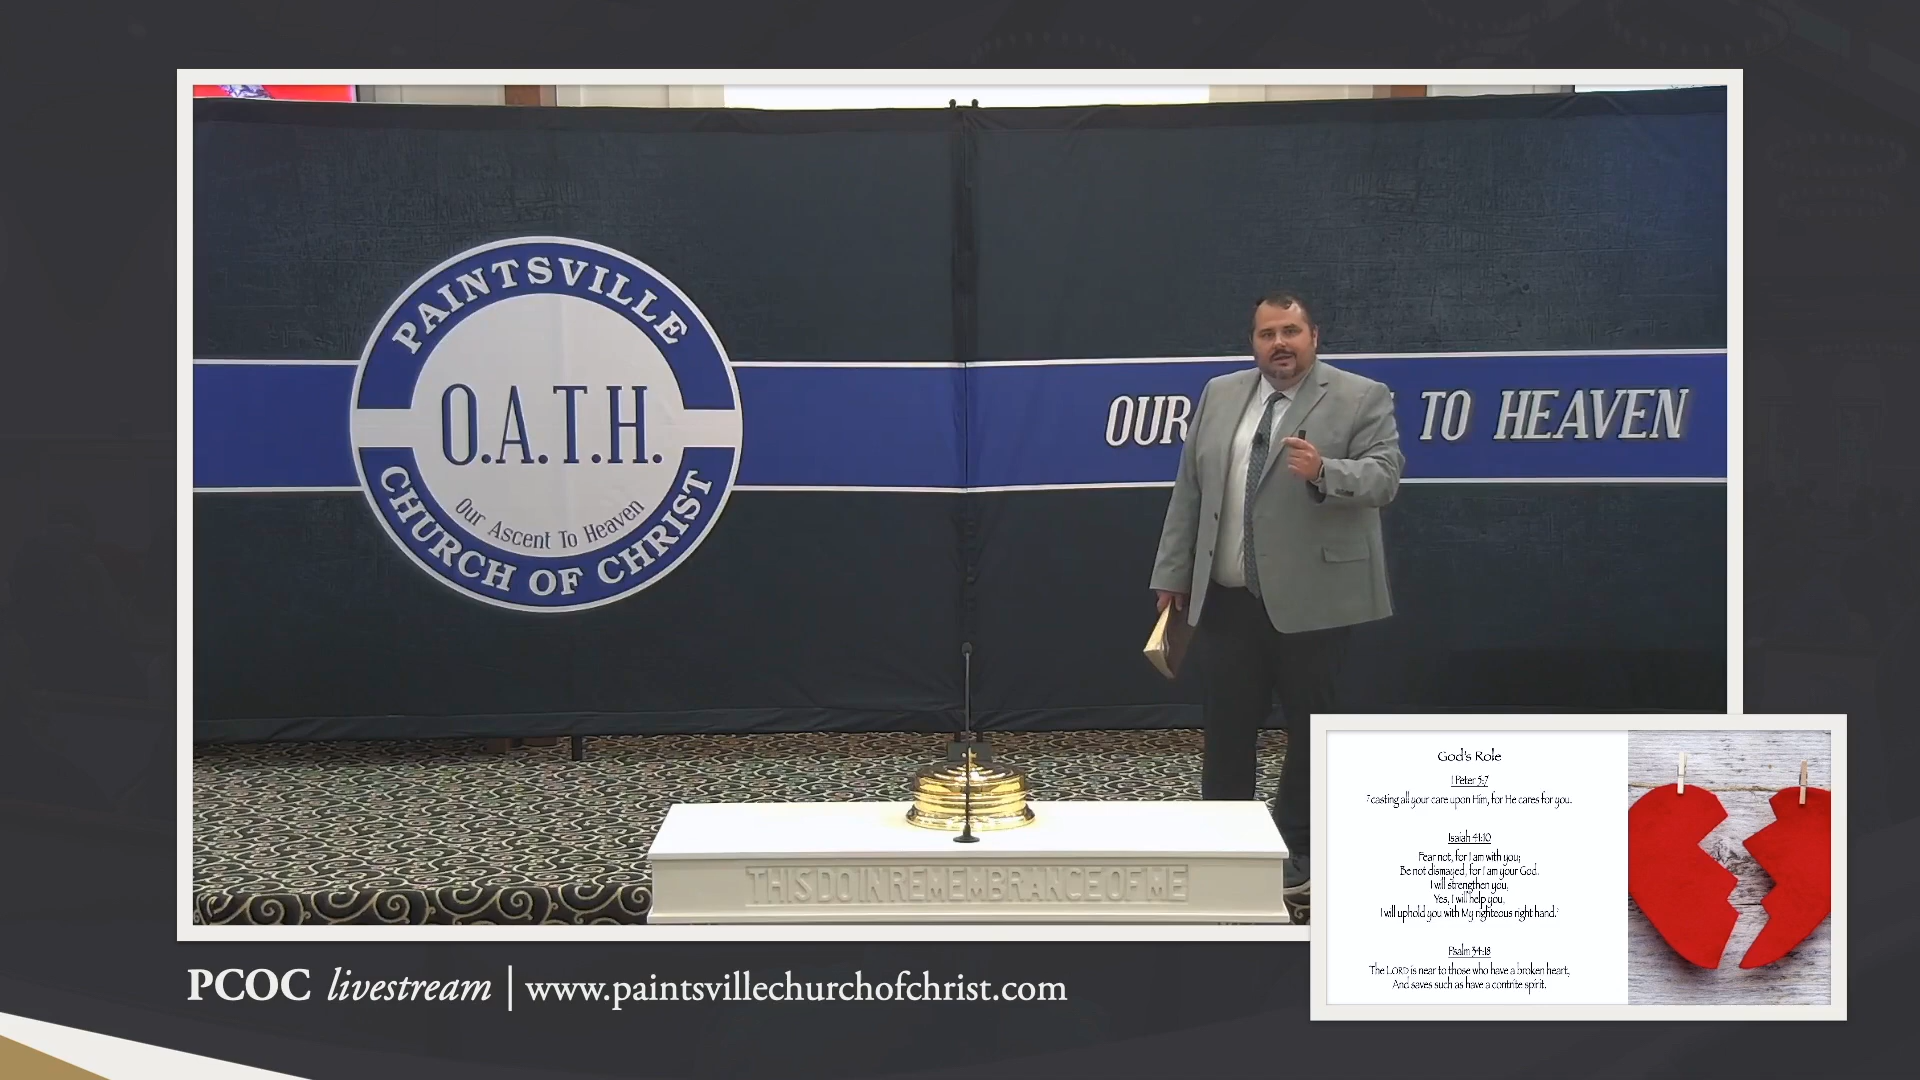 PAINTSVILLE
O.A.T.H.
Our Ascent To Heaven
CHURCH OF CHRIST
OUR
TO HEAVEN
THIS DO IN REMEMBRANCE OF ME
God's Role
1 Peter 5:7
7 casting all your care upon Him, for He cares for you.
Isaiah 41:10
Fear not, for I am with you;
Be not dismayed, for I am your God.
I will strengthen you,
Yes, I will help you,
I will uphold you with My righteous right hand.'
Psalm 34:18
The LORD is near to those who have a broken heart,
And saves such as have a contrite spirit.
PCOC livestream | www.paintsvillechurchofchrist.com